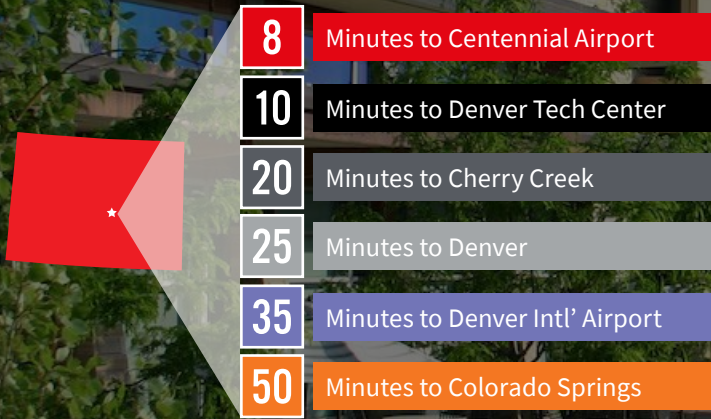 8 Minutes to Centennial Airport
10 Minutes to Denver Tech Center
20 Minutes to Cherry Creek
25 Minutes to Denver
35 Minutes to Denver Intl’ Airport
50 Minutes to Colorado Springs